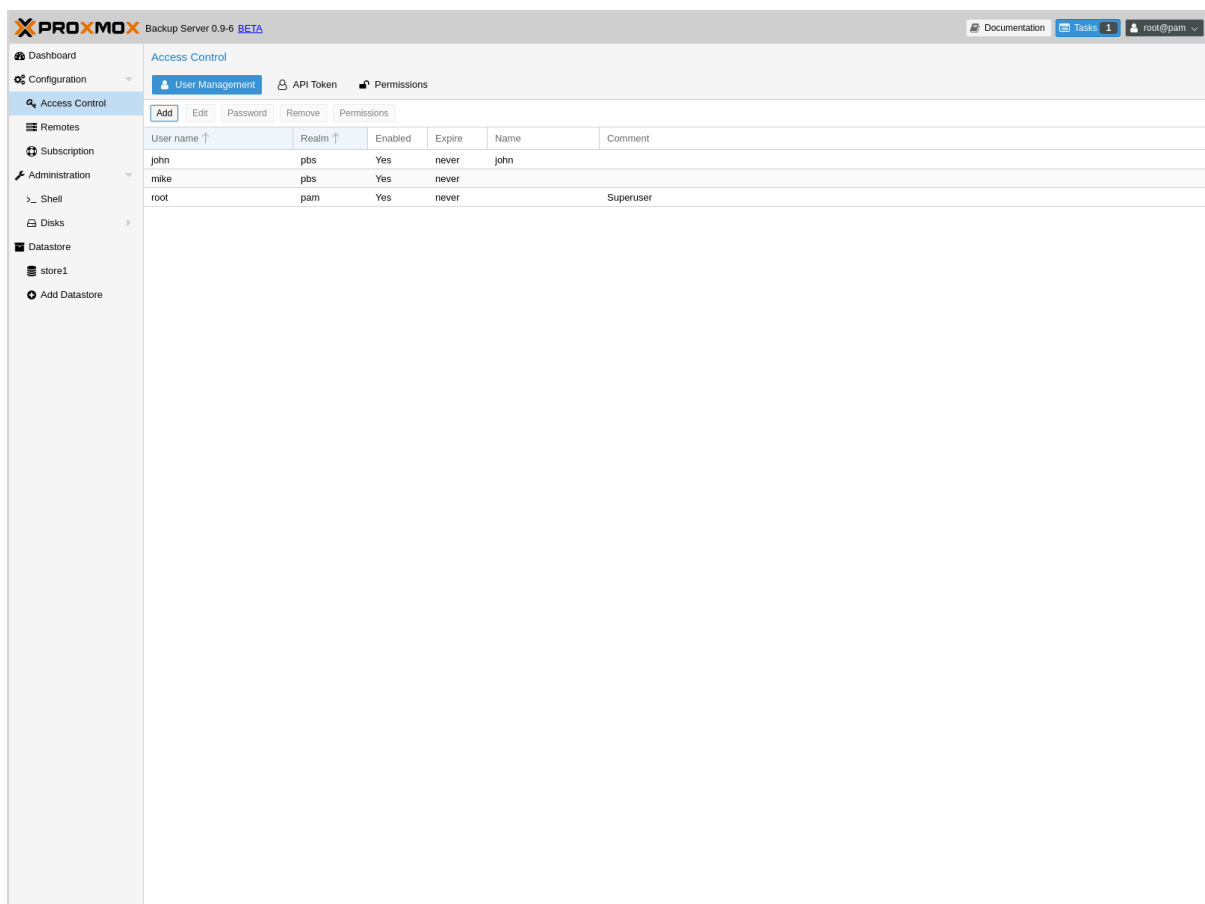 PROXMOX Backup Server 0.9-6 BETA
Documentation Tasks 1 root@pam
Dashboard
Configuration
Access Control
Remotes
Subscription
Administration
Shell
Disks
Datastore
store1
Add Datastore
Access Control
User Management API Token Permissions
Add Edit Password Remove Permissions
User name Realm Enabled Expire Name Comment
john pbs Yes never john
mike pbs Yes never
root pam Yes never Superuser